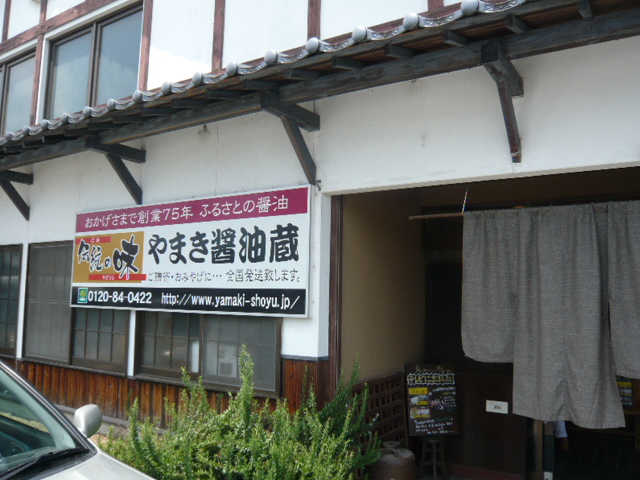 おかげさまで創業75年 ふるさとの醤油
伝統の味
やまき醤油蔵
ご贈答・おみやげに… 全国発送致します。
0120-84-0422 http://www.yamaki-shoyu.jp/